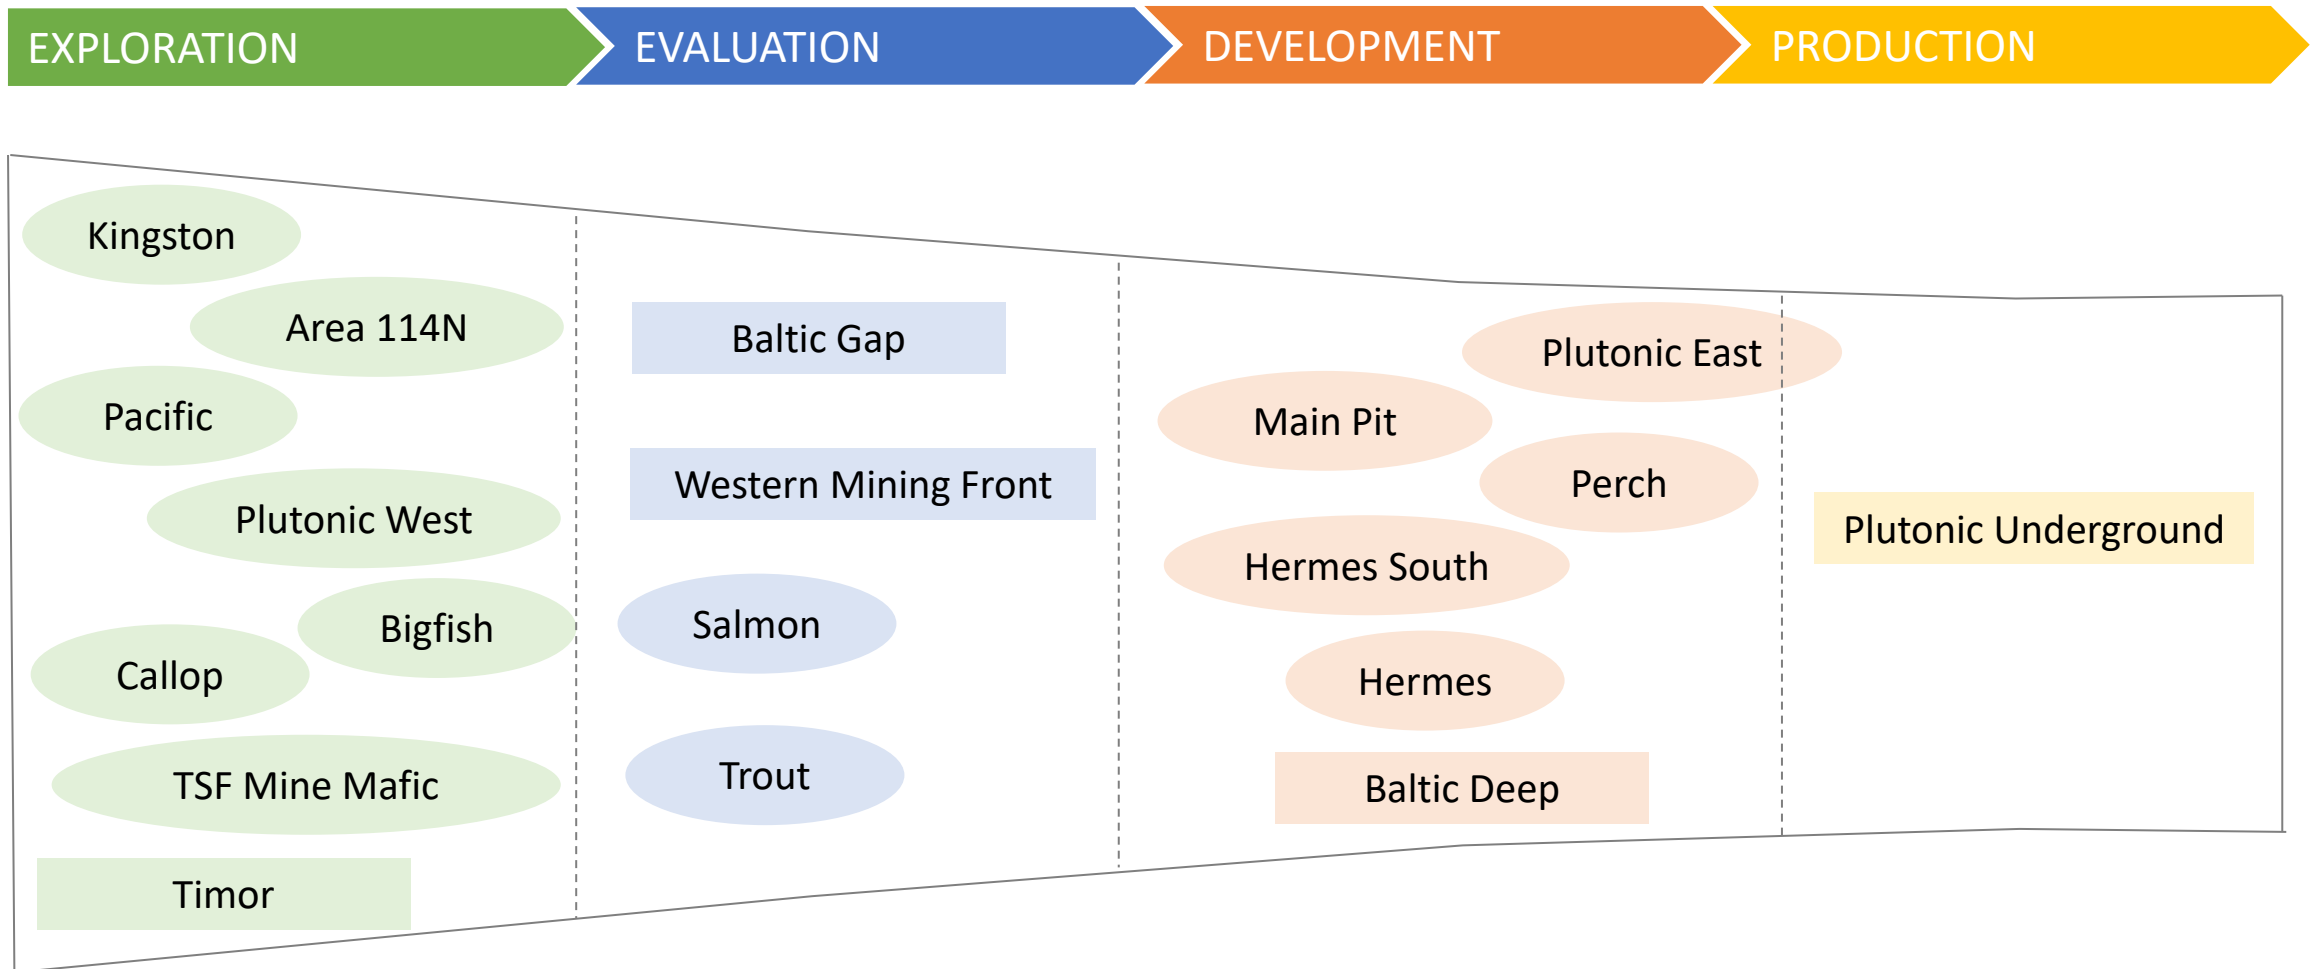 EXPLORATION
EVALUATION
DEVELOPMENT
PRODUCTION
Kingston
Area 114N
Pacific
Plutonic West
Bigfish
Callop
TSF Mine Mafic
Timor
Baltic Gap
Western Mining Front
Salmon
Trout
Plutonic East
Main Pit
Perch
Hermes South
Hermes
Baltic Deep
Plutonic Underground